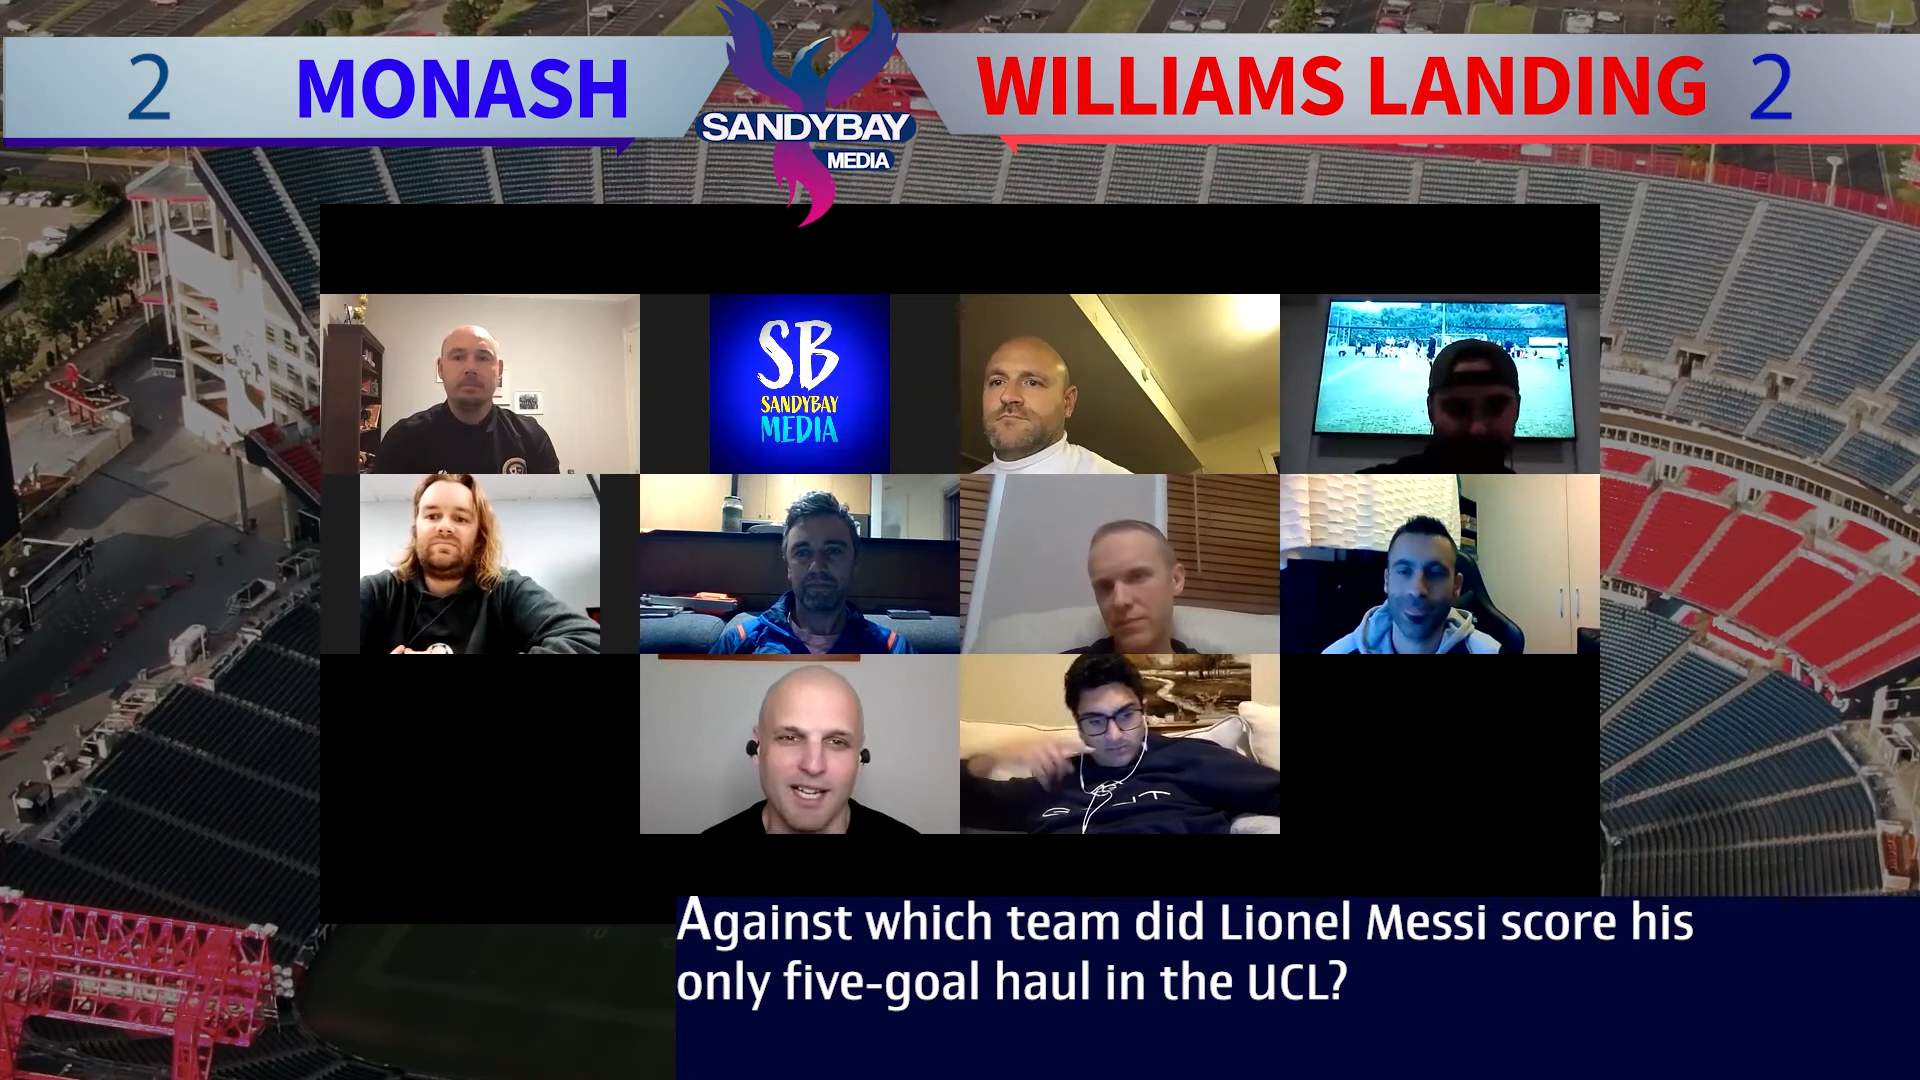 2 MONASH
WILLIAMS LANDING 2
SANDYBAY
MEDIA
SB
SANDYBAY
MEDIA
Against which team did Lionel Messi score his
only five-goal haul in the UCL?